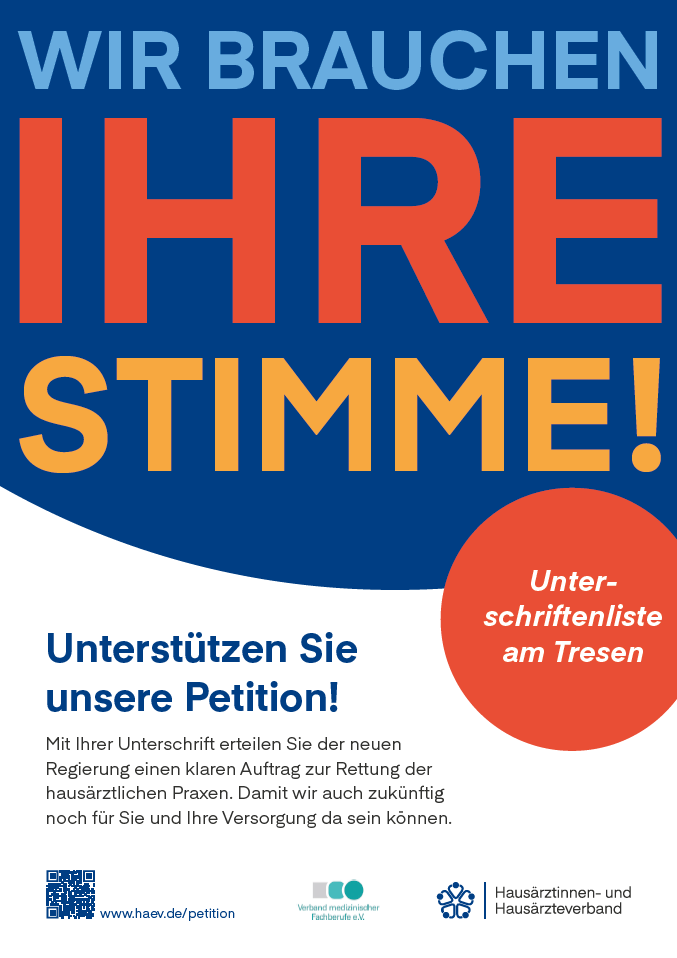 WIR BRAUCHEN
IHRE
STIMME!
Unter-
schriftenliste
am Tresen
Unterstützen Sie
unsere Petition!
Mit Ihrer Unterschrift erteilen Sie der neuen
Regierung einen klaren Auftrag zur Rettung der
hausärztlichen Praxen. Damit wir auch zukünftig
noch für Sie und Ihre Versorgung da sein können.
www.haev.de/petition
Verband medizinischer
Fachberufe e.V.
Hausärztinnen- und
Hausärzteverband